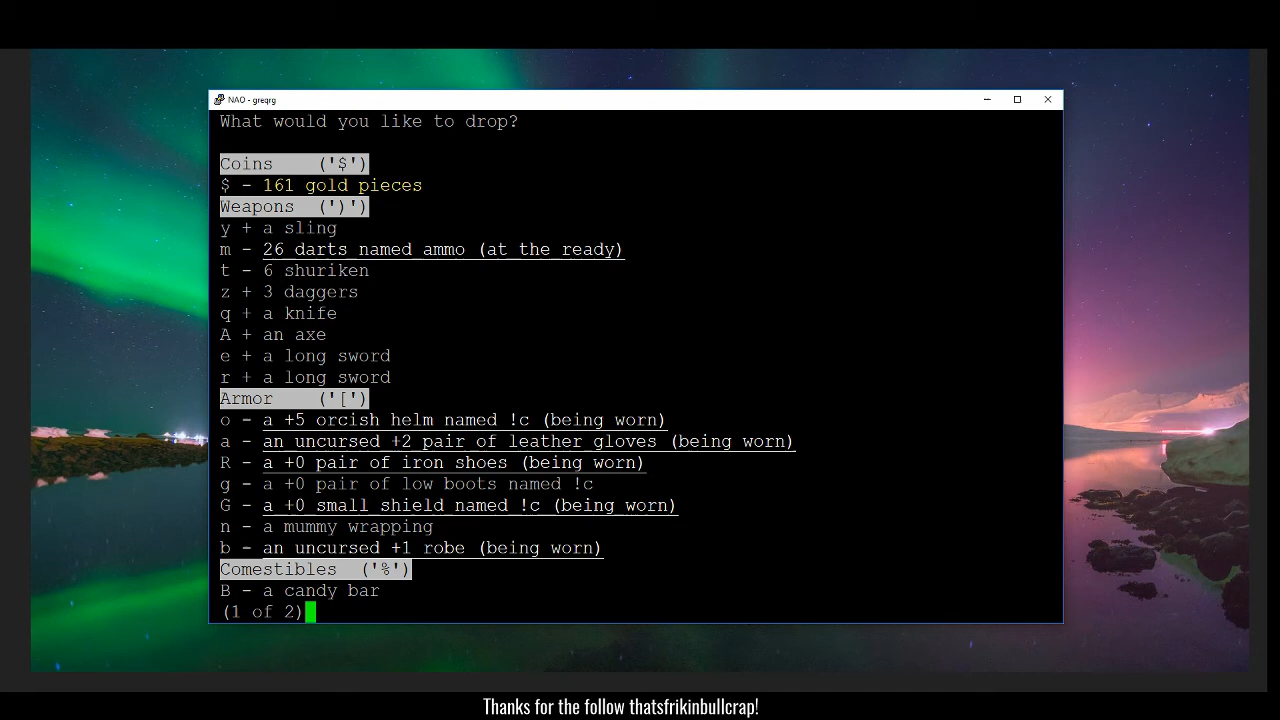 NAO - greqrg
What would you like to drop?
Coins    ('$')
$ - 161 gold pieces
Weapons  (')')
y + a sling
m - 26 darts named ammo (at the ready)
t - 6 shuriken
z + 3 daggers
q + a knife
A + an axe
e + a long sword
r + a long sword
Armor    ('[')
o - a +5 orcish helm named !c (being worn)
a - an uncursed +2 pair of leather gloves (being worn)
R - a +0 pair of iron shoes (being worn)
g - a +0 pair of low boots named !c
G - a +0 small shield named !c (being worn)
n - a mummy wrapping
b - an uncursed +1 robe (being worn)
Comestibles  ('%')
B - a candy bar
(1 of 2)
Thanks for the follow thatsfrikinbullcrap!